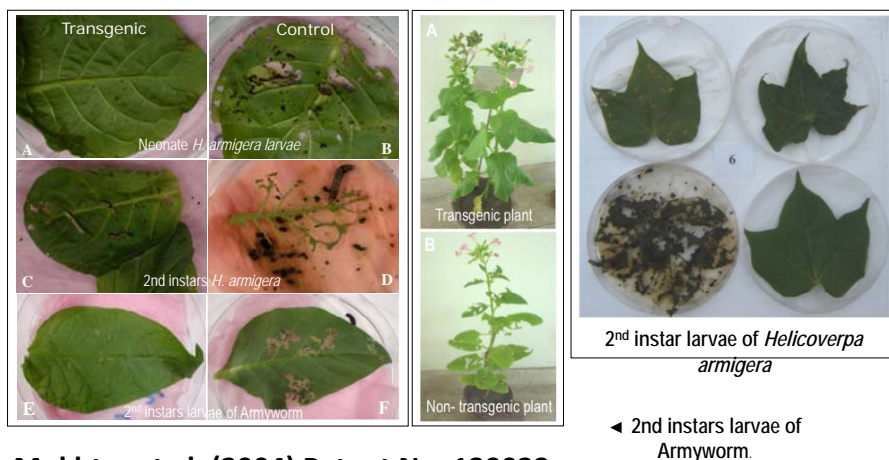 Transgenic
Control
A
Neonate H. armigera larvae
B
C
2nd instars H. armigera
D
E
2nd instars larvae of Armyworm
F
A
Transgenic plant
B
Non- transgenic plant
6
2nd instar larvae of Helicoverpa
armigera
◄ 2nd instars larvae of
Armyworm.